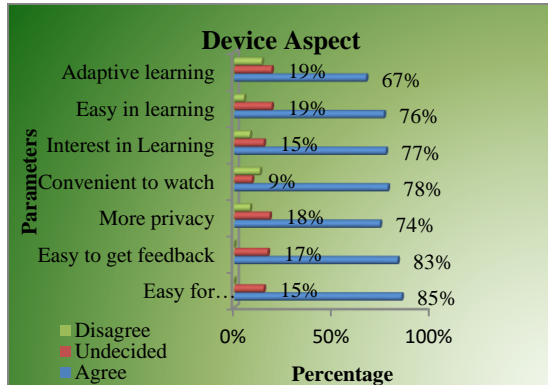 Device Aspect
Parameters
Adaptive learning 19% 67%
Easy in learning 19% 76%
Interest in Learning 15% 77%
Convenient to watch 9% 78%
More privacy 18% 74%
Easy to get feedback 17% 83%
Easy for... 15% 85%
Disagree
Undecided
Agree
0% 50% 100%
Percentage